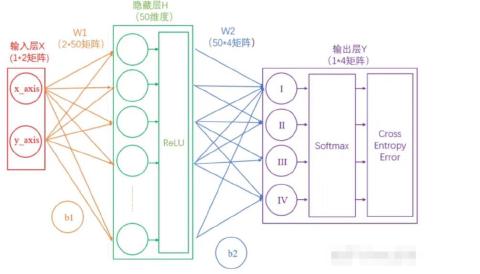 输入层X
(1*2矩阵)
x_axis
y_axis
W1
(2*50矩阵)
b1
隐藏层H
(50维度)
ReLU
W2
(50*4矩阵)
b2
输出层Y
(1*4矩阵)
I
II
III
IV
Softmax
Cross
Entropy
Error